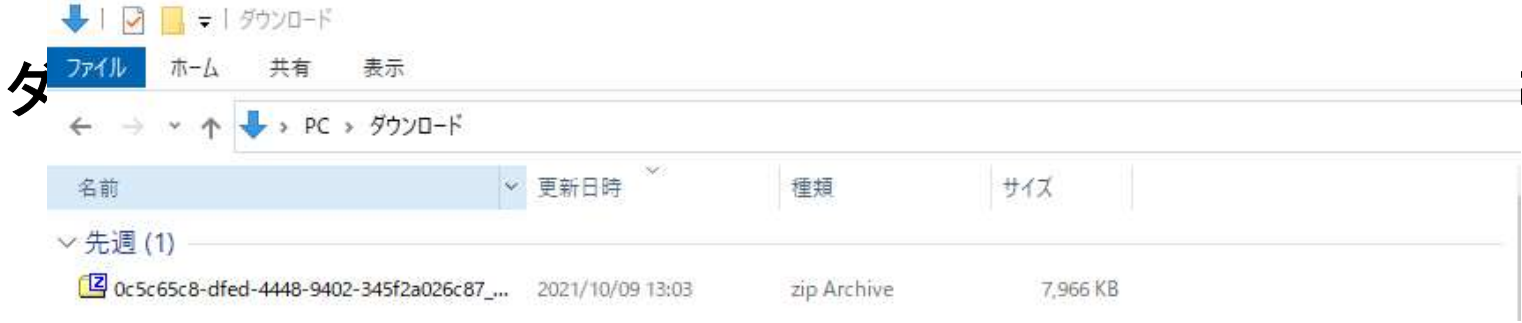 ダウンロード
ファイル ホーム 共有 表示
ダ
PC › ダウンロード
名前 更新日時 種類 サイズ
先週 (1)
0c5c65c8-dfed-4448-9402-345f2a026c87_... 2021/10/09 13:03 zip Archive 7,966 KB